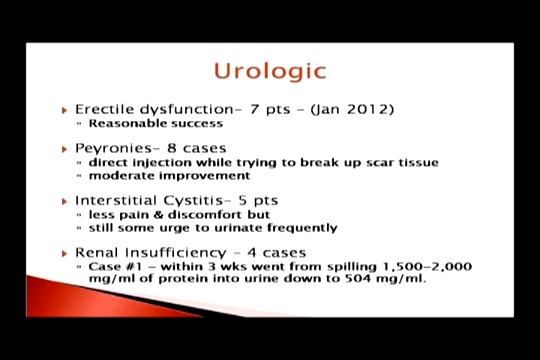 Urologic
Erectile dysfunction– 7 pts – (Jan 2012)
Reasonable success
Peyronies– 8 cases
direct injection while trying to break up scar tissue
moderate improvement
Interstitial Cystitis– 5 pts
less pain & discomfort but
still some urge to urinate frequently
Renal Insufficiency – 4 cases
Case #1 – within 3 wks went from spilling 1,500–2,000
mg/ml of protein into urine down to 504 mg/ml.